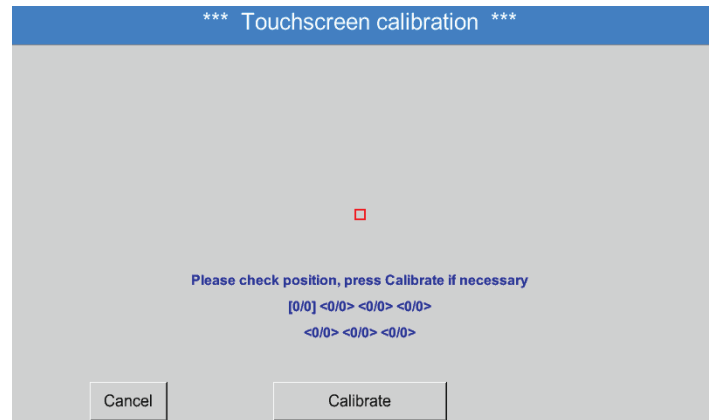 *** Touchscreen calibration ***
Please check position, press Calibrate if necessary
[0/0] <0/0> <0/0> <0/0>
<0/0> <0/0> <0/0>
Cancel
Calibrate